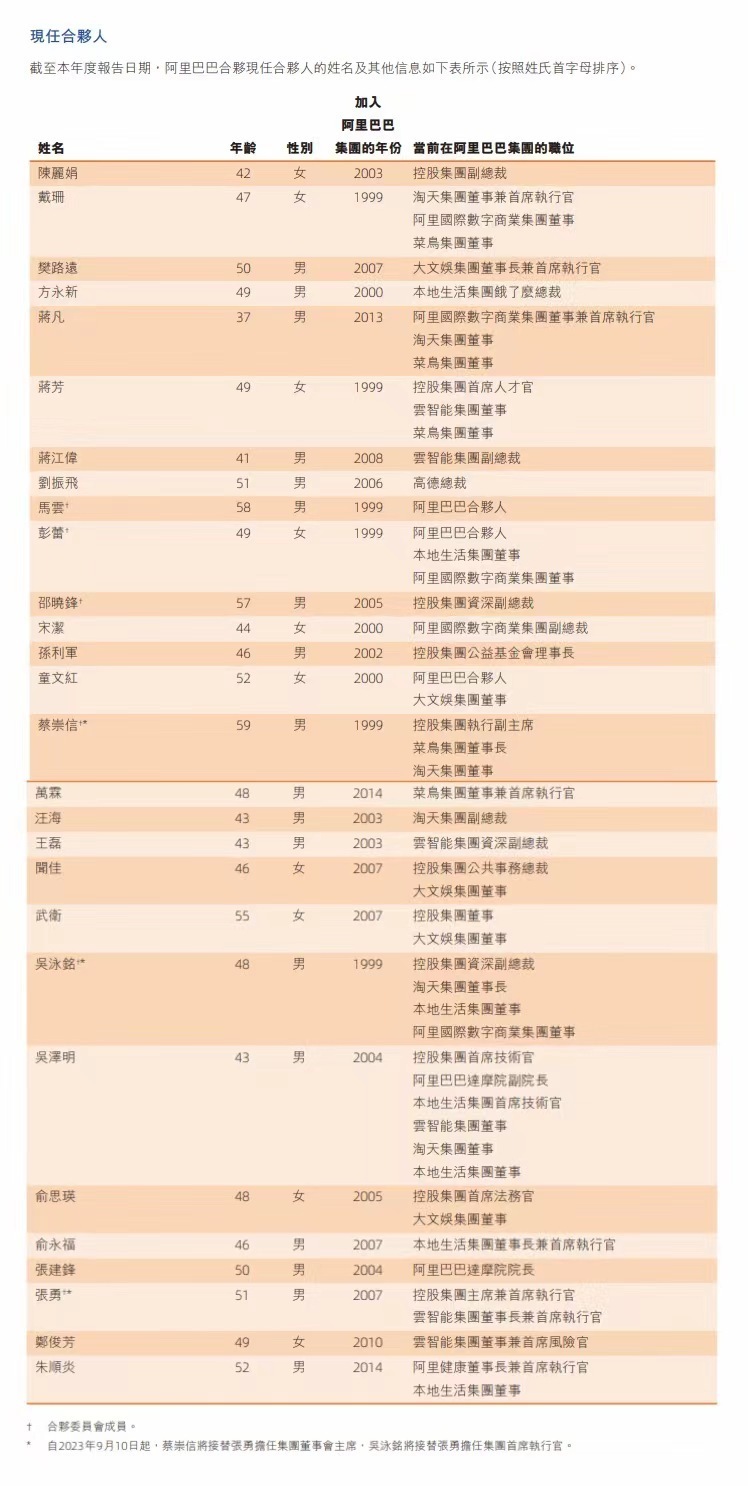 現任合夥人
截至本年度報告日期，阿里巴巴合夥現任合夥人的姓名及其他信息如下表所示（按照姓氏首字母排序）。
加入
阿里巴巴
姓名 年齡 性別 集團的年份 當前在阿里巴巴集團的職位
陳麗娟 42 女 2003 控股集團副總裁
戴珊 47 女 1999 淘天集團董事兼首席執行官
阿里國際數字商業集團董事
菜鳥集團董事
樊路遠 50 男 2007 大文娛集團董事長兼首席執行官
方永新 49 男 2000 本地生活集團餓了麼總裁
蔣凡 37 男 2013 阿里國際數字商業集團董事兼首席執行官
淘天集團董事
菜鳥集團董事
蔣芳 49 女 1999 控股集團首席人才官
雲智能集團董事
菜鳥集團董事
蔣江偉 41 男 2008 雲智能集團副總裁
劉振飛 51 男 2006 高德總裁
馬雲† 58 男 1999 阿里巴巴合夥人
彭蕾† 49 女 1999 阿里巴巴合夥人
本地生活集團董事
阿里國際數字商業集團董事
邵曉鋒† 57 男 2005 控股集團資深副總裁
宋潔 44 女 2000 阿里國際數字商業集團副總裁
孫利軍 46 男 2002 控股集團公益基金會理事長
童文紅 52 女 2000 阿里巴巴合夥人
大文娛集團董事
蔡崇信†* 59 男 1999 控股集團執行副主席
菜鳥集團董事長
淘天集團董事
萬霖 48 男 2014 菜鳥集團董事兼首席執行官
汪海 43 男 2003 淘天集團副總裁
王磊 43 男 2003 雲智能集團資深副總裁
聞佳 46 女 2007 控股集團公共事務總裁
大文娛集團董事
武衛 55 女 2007 控股集團董事
大文娛集團董事
吳泳銘†* 48 男 1999 控股集團資深副總裁
淘天集團董事長
本地生活集團董事
阿里國際數字商業集團董事
吳澤明 43 男 2004 控股集團首席技術官
阿里巴巴達摩院副院長
本地生活集團首席技術官
雲智能集團董事
淘天集團董事
本地生活集團董事
俞思瑛 48 女 2005 控股集團首席法務官
大文娛集團董事
俞永福 46 男 2007 本地生活集團董事長兼首席執行官
張建鋒 50 男 2004 阿里巴巴達摩院院長
張勇†* 51 男 2007 控股集團主席兼首席執行官
雲智能集團董事長兼首席執行官
鄭俊芳 49 女 2010 雲智能集團董事兼首席風險官
朱順炎 52 男 2014 阿里健康董事長兼首席執行官
本地生活集團董事
† 合夥委員會成員。
* 自2023年9月10日起，蔡崇信將接替張勇擔任集團董事會主席，吳泳銘將接替張勇擔任集團首席執行官。